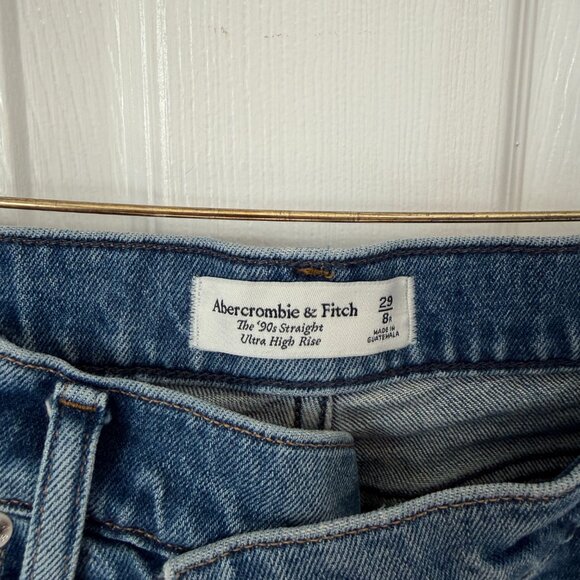 Abercrombie & Fitch
The '90s Straight
Ultra High Rise
29
8R
MADE IN
GUATEMALA